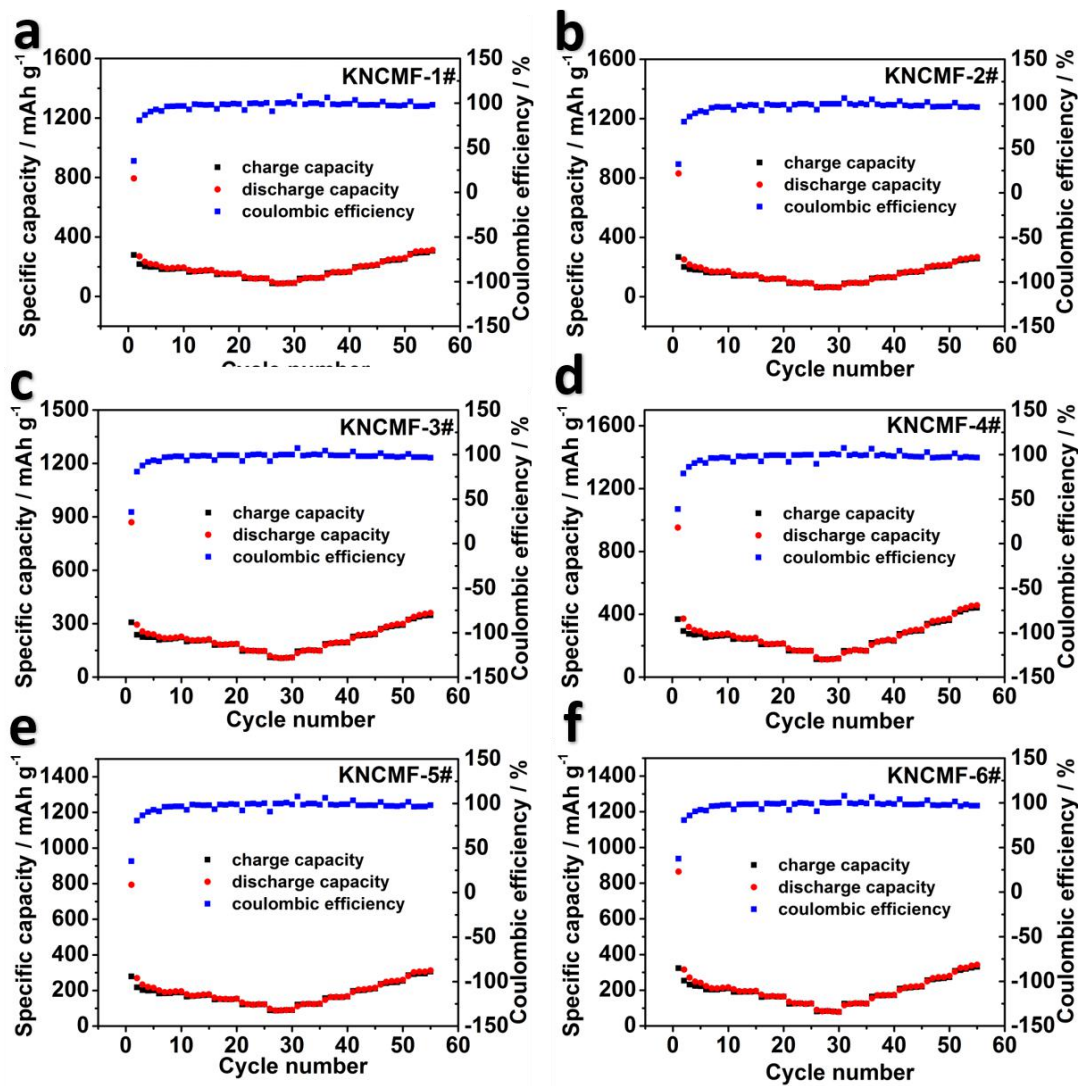 a
KNCMF-1#
Specific capacity / mAh g-1
1600
1200
800
400
0
150
100
50
0
-50
-100
-150
Coulombic efficiency / %
charge capacity
discharge capacity
coulombic efficiency
0 10 20 30 40 50 60
Cycle number
b
KNCMF-2#
Specific capacity / mAh g-1
1600
1200
800
400
0
150
100
50
0
-50
-100
-150
Coulombic efficiency / %
charge capacity
discharge capacity
coulombic efficiency
0 10 20 30 40 50 60
Cycle number
c
KNCMF-3#
Specific capacity / mAh g-1
1500
1200
900
600
300
0
150
100
50
0
-50
-100
-150
Coulombic efficiency / %
charge capacity
discharge capacity
coulombic efficiency
0 10 20 30 40 50 60
Cycle number
d
KNCMF-4#
Specific capacity / mAh g-1
1600
1200
800
400
0
150
100
50
0
-50
-100
-150
Coulombic efficiency / %
charge capacity
discharge capacity
coulombic efficiency
0 10 20 30 40 50 60
Cycle number
e
KNCMF-5#
Specific capacity / mAh g-1
1400
1200
1000
800
600
400
200
0
150
100
50
0
-50
-100
-150
Coulombic efficiency / %
charge capacity
discharge capacity
coulombic efficiency
0 10 20 30 40 50 60
Cycle number
f
KNCMF-6#
Specific capacity / mAh g-1
1400
1200
1000
800
600
400
200
0
150
100
50
0
-50
-100
-150
Coulombic efficiency / %
charge capacity
discharge capacity
coulombic efficiency
0 10 20 30 40 50 60
Cycle number